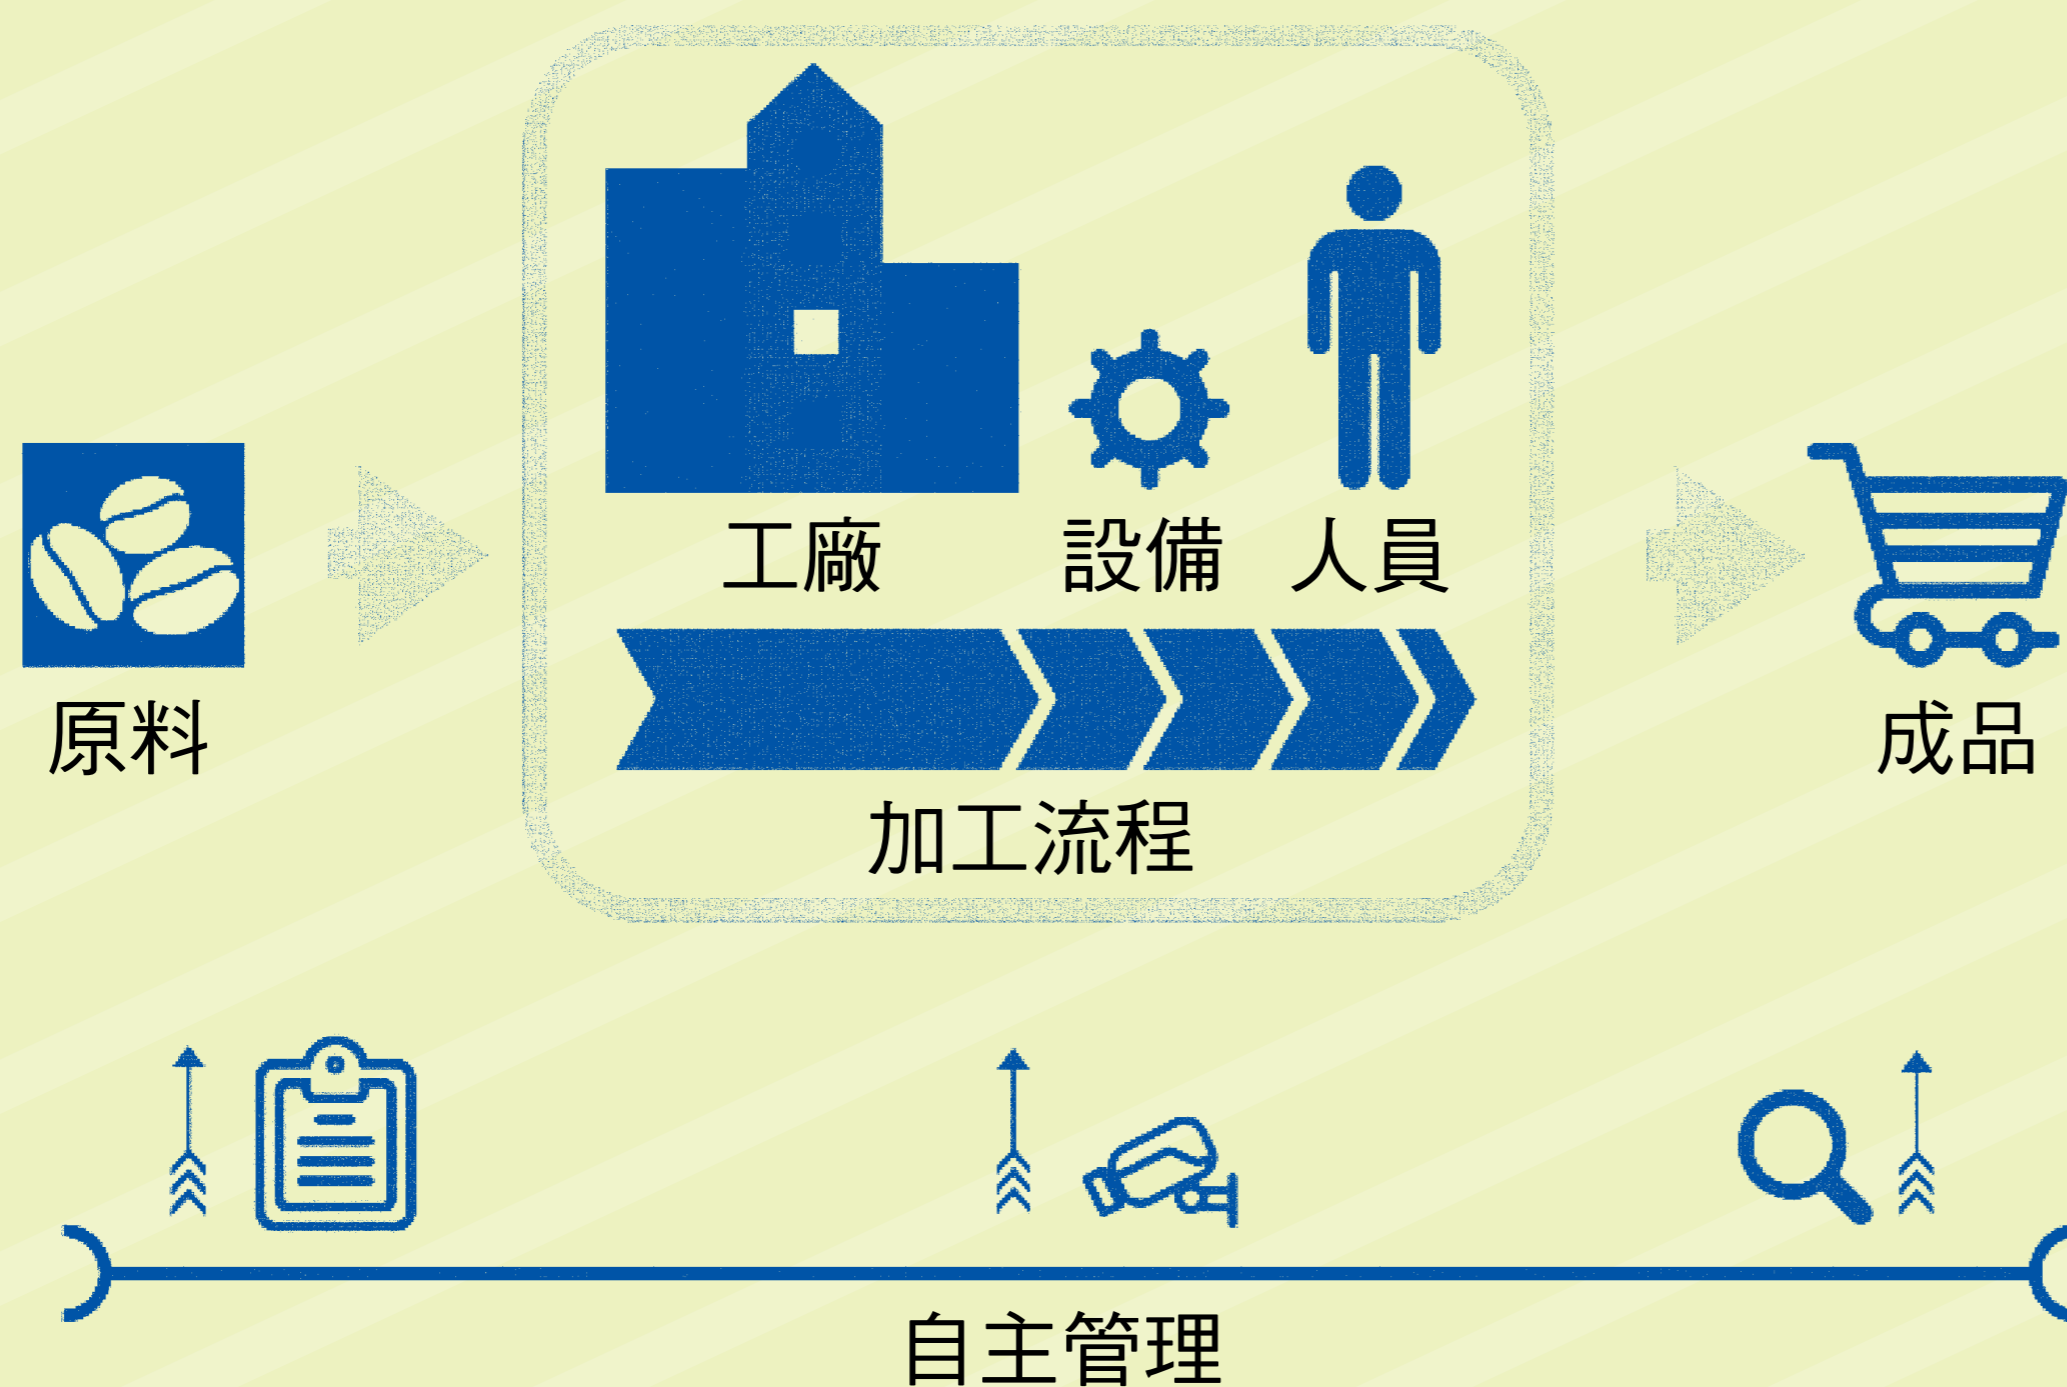 工廠
設備
人員
原料
成品
加工流程
自主管理